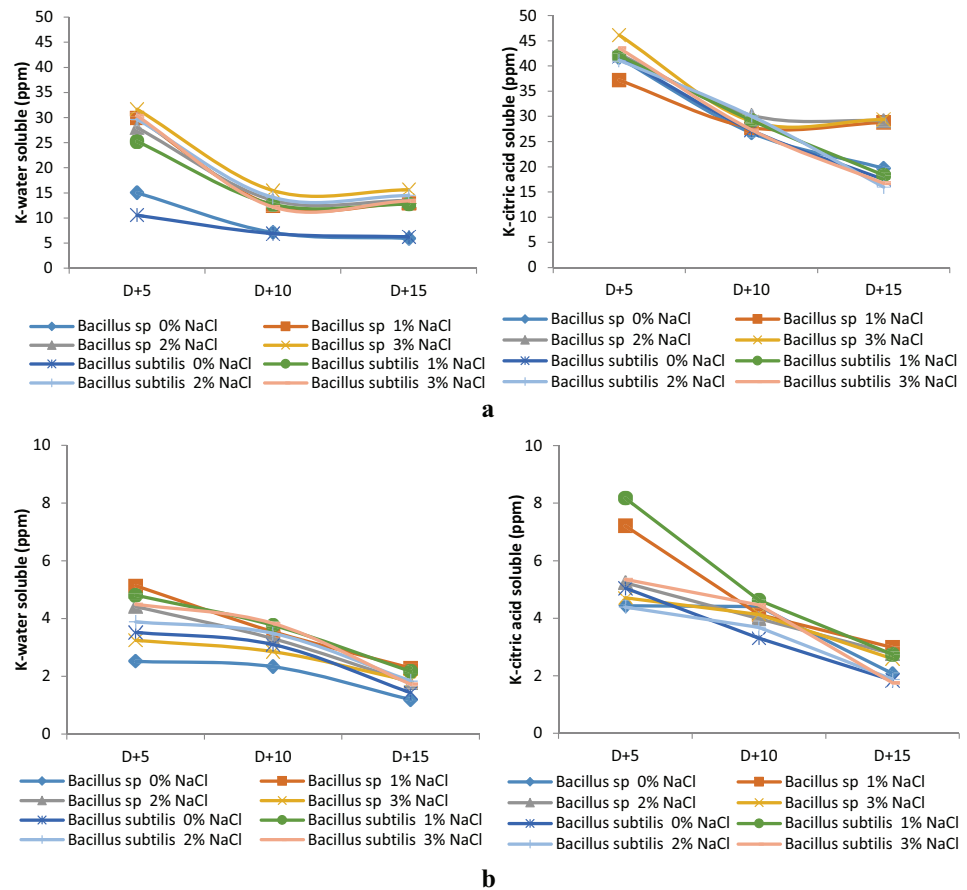 K-water soluble (ppm)
50
45
40
35
30
25
20
15
10
5
0
D+5 D+10 D+15
Bacillus sp 0% NaCl Bacillus sp 1% NaCl
Bacillus sp 2% NaCl Bacillus sp 3% NaCl
Bacillus subtilis 0% NaCl Bacillus subtilis 1% NaCl
Bacillus subtilis 2% NaCl Bacillus subtilis 3% NaCl
K-citric acid soluble (ppm)
50
45
40
35
30
25
20
15
10
5
0
D+5 D+10 D+15
Bacillus sp 0% NaCl Bacillus sp 1% NaCl
Bacillus sp 2% NaCl Bacillus sp 3% NaCl
Bacillus subtilis 0% NaCl Bacillus subtilis 1% NaCl
Bacillus subtilis 2% NaCl Bacillus subtilis 3% NaCl
a
K-water soluble (ppm)
10
8
6
4
2
0
D+5 D+10 D+15
Bacillus sp 0% NaCl Bacillus sp 1% NaCl
Bacillus sp 2% NaCl Bacillus sp 3% NaCl
Bacillus subtilis 0% NaCl Bacillus subtilis 1% NaCl
Bacillus subtilis 2% NaCl Bacillus subtilis 3% NaCl
K-citric acid soluble (ppm)
10
8
6
4
2
0
D+5 D+10 D+15
Bacillus sp 0% NaCl Bacillus sp 1% NaCl
Bacillus sp 2% NaCl Bacillus sp 3% NaCl
Bacillus subtilis 0% NaCl Bacillus subtilis 1% NaCl
Bacillus subtilis 2% NaCl Bacillus subtilis 3% NaCl
b